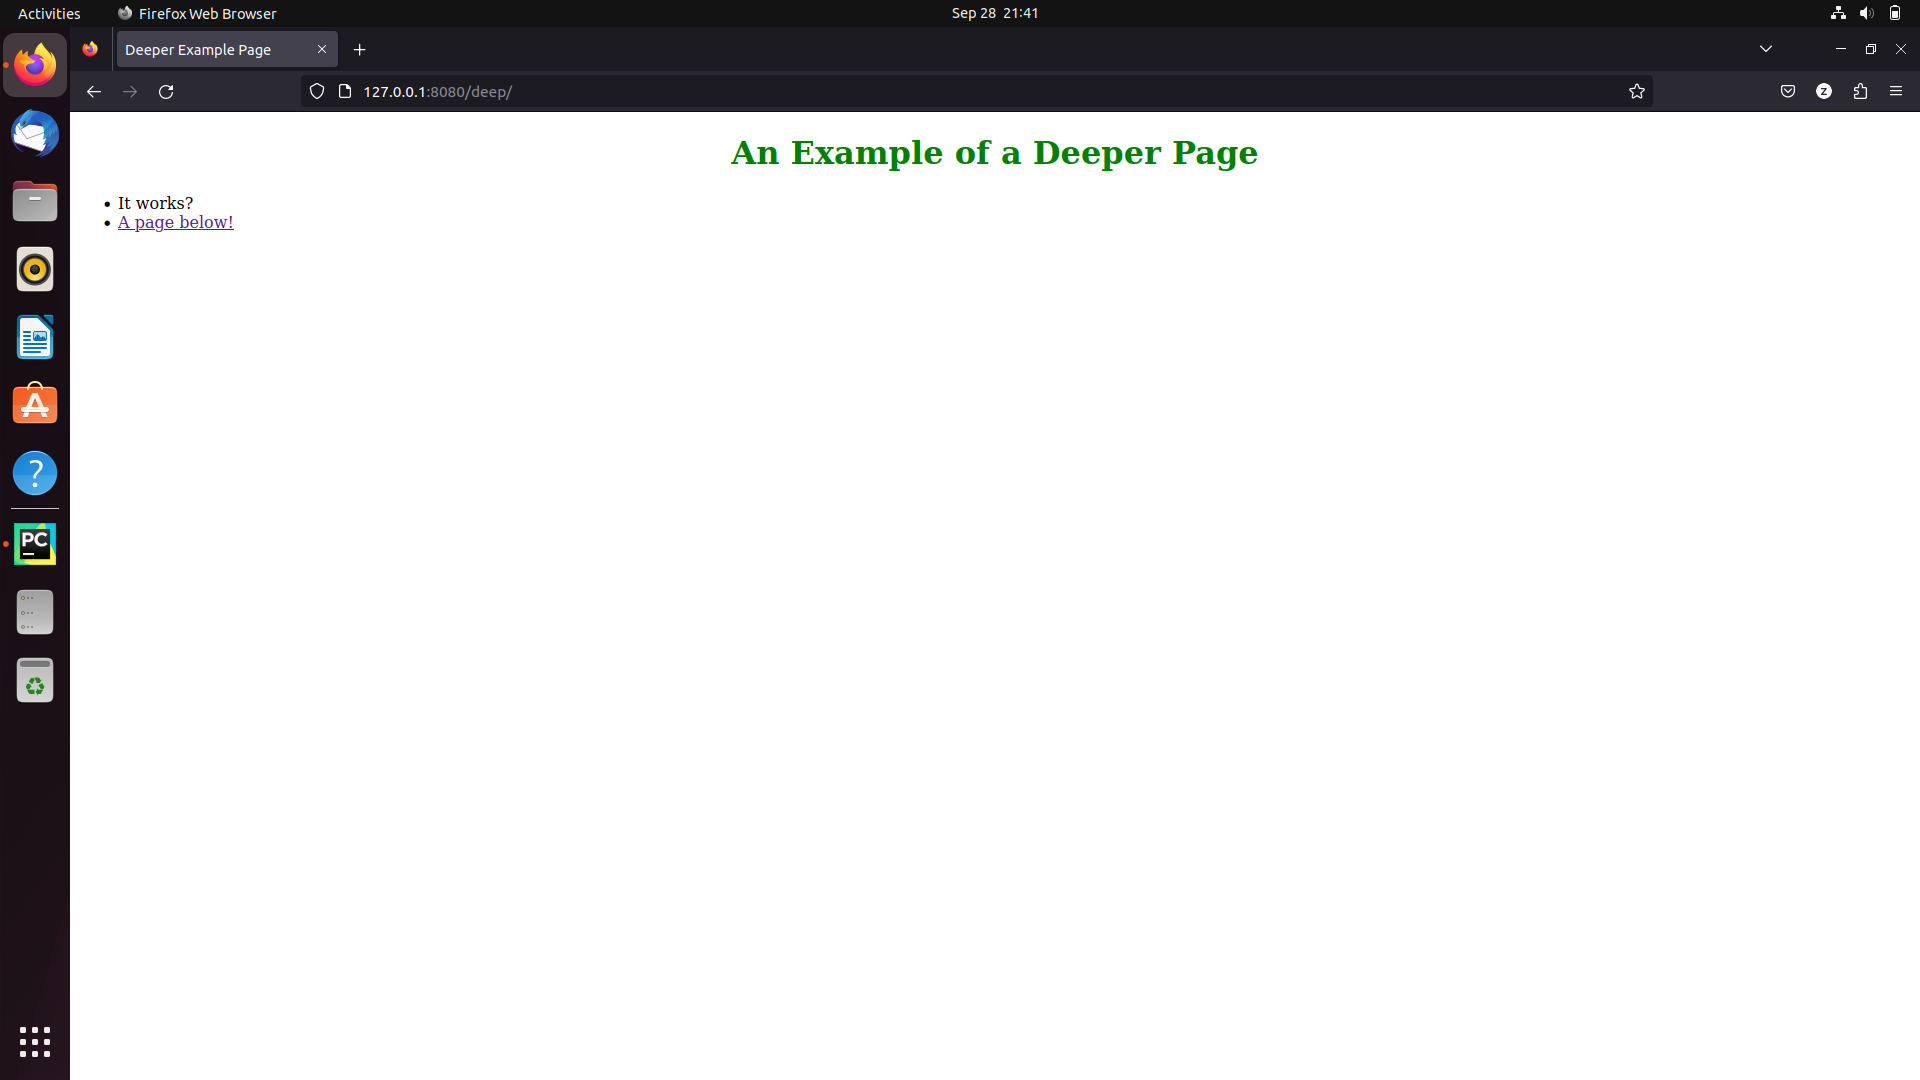 Activities
Firefox Web Browser
Sep 28 21:41
Deeper Example Page
127.0.0.1:8080/deep/
Z
An Example of a Deeper Page
• It works?
• A page below!
?
PC